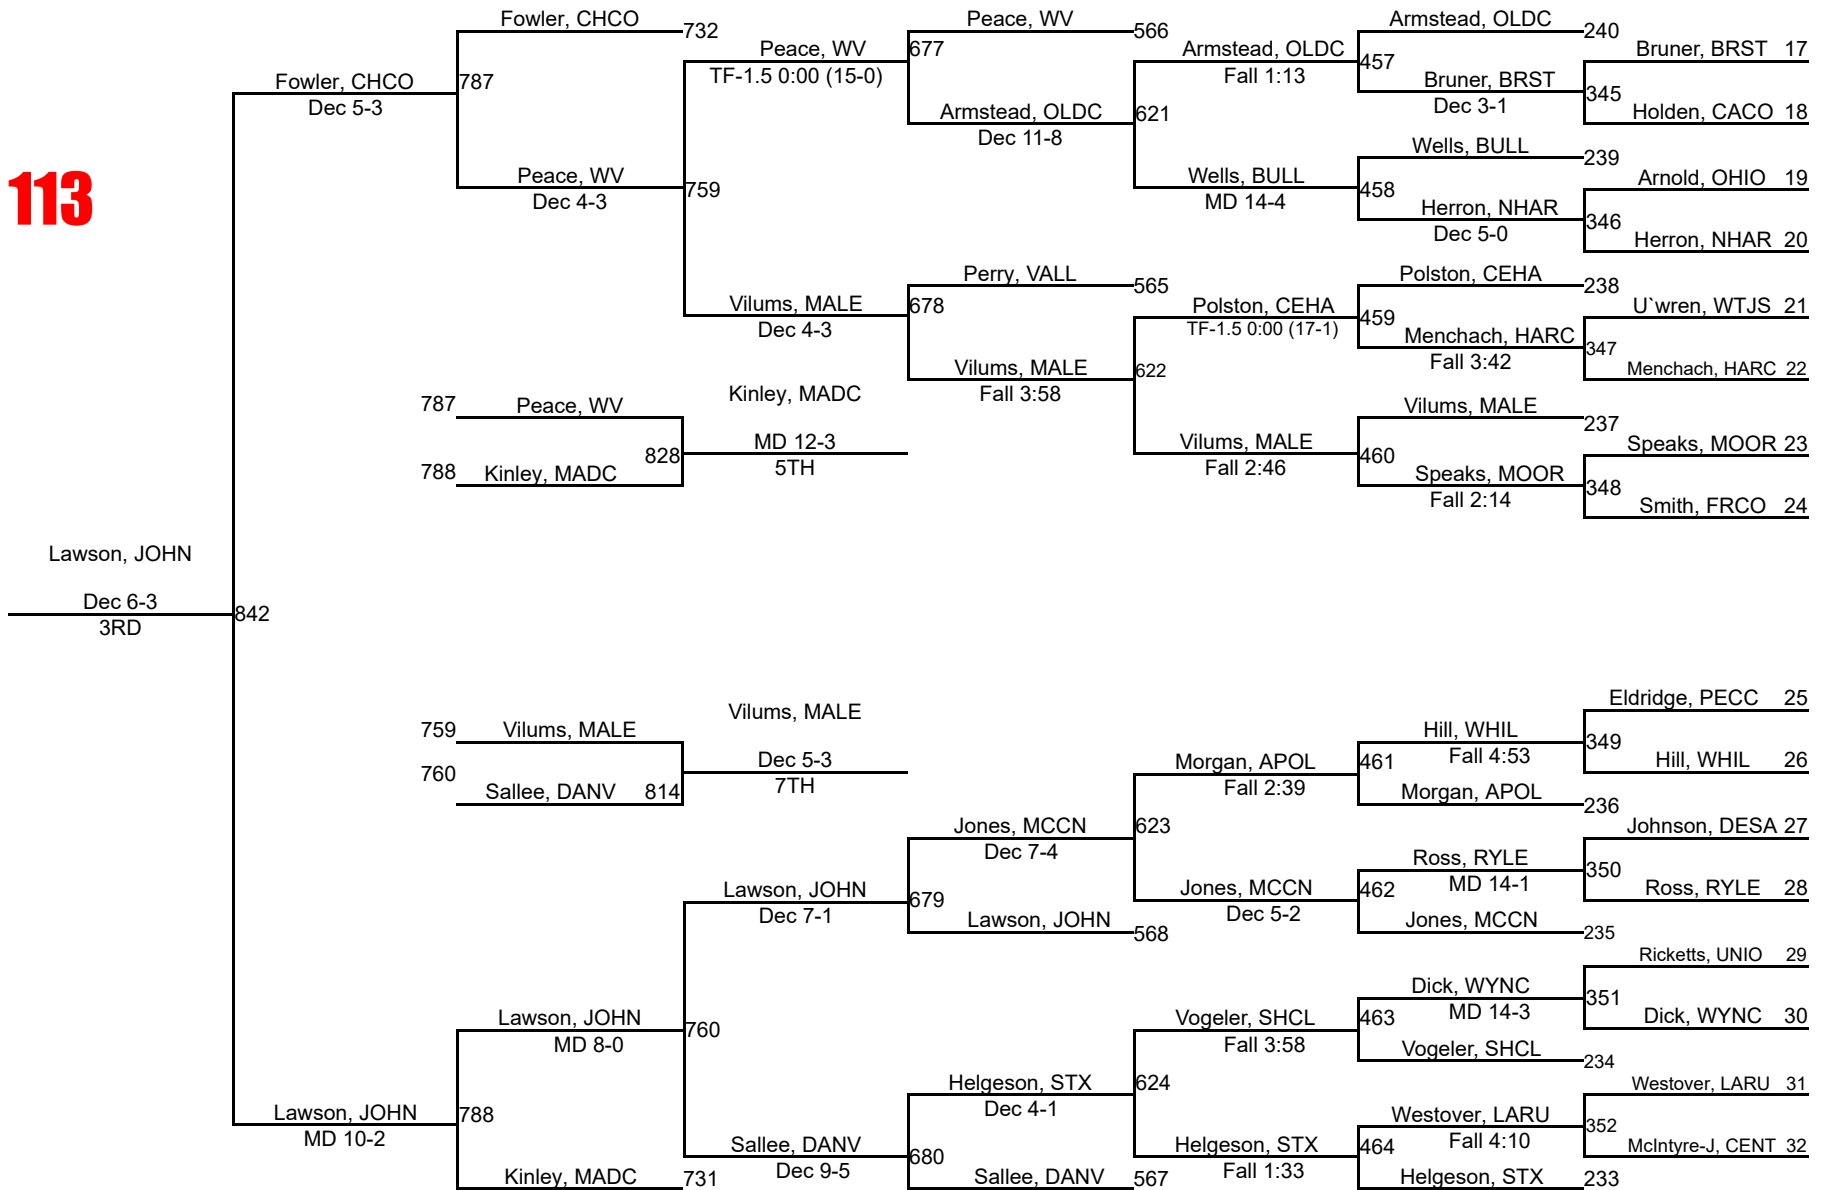 113
Fowler, CHCO
732
Peace, WV
566
Armstead, OLDC
240
Bruner, BRST 17
Peace, WV
677
Armstead, OLDC
457
TF-1.5 0:00 (15-0)
Fall 1:13
Fowler, CHCO
787
Bruner, BRST
345
Dec 5-3
Dec 3-1
Armstead, OLDC
621
Holden, CACO 18
Dec 11-8
Wells, BULL
239
Peace, WV
759
Wells, BULL
458
Arnold, OHIO 19
Dec 4-3
MD 14-4
Herron, NHAR
346
Dec 5-0
Herron, NHAR 20
Perry, VALL
565
Polston, CEHA
238
Vilums, MALE
678
Polston, CEHA
459
U`wren, WTJS 21
Dec 4-3
TF-1.5 0:00 (17-1)
Menchach, HARC
347
Fall 3:42
Vilums, MALE
622
Menchach, HARC 22
Fall 3:58
Kinley, MADC
787
Peace, WV
Vilums, MALE
237
MD 12-3
828
5TH
Vilums, MALE
460
Speaks, MOOR 23
Fall 2:46
788
Kinley, MADC
Speaks, MOOR
348
Fall 2:14
Smith, FRCO 24
Lawson, JOHN
Dec 6-3
842
3RD
Eldridge, PECC 25
Vilums, MALE
759
Vilums, MALE
Hill, WHIL
349
Fall 4:53
Dec 5-3
7TH
Morgan, APOL
461
Hill, WHIL 26
Fall 2:39
760
Sallee, DANV 814
Morgan, APOL
236
Jones, MCCN
623
Johnson, DESA 27
Dec 7-4
Ross, RYLE
350
MD 14-1
Lawson, JOHN
679
Jones, MCCN
462
Ross, RYLE 28
Dec 7-1
Dec 5-2
Lawson, JOHN
568
Jones, MCCN
235
Ricketts, UNIO 29
Dick, WYNC
351
MD 14-3
Lawson, JOHN
760
Vogeler, SHCL
463
Dick, WYNC 30
MD 8-0
Fall 3:58
Vogeler, SHCL
234
Helgeson, STX
624
Westover, LARU 31
Dec 4-1
Lawson, JOHN
788
Westover, LARU
352
MD 10-2
Fall 4:10
Sallee, DANV
680
Helgeson, STX
464
McIntyre-J, CENT 32
Dec 9-5
Fall 1:33
Kinley, MADC
731
Sallee, DANV
567
Helgeson, STX
233